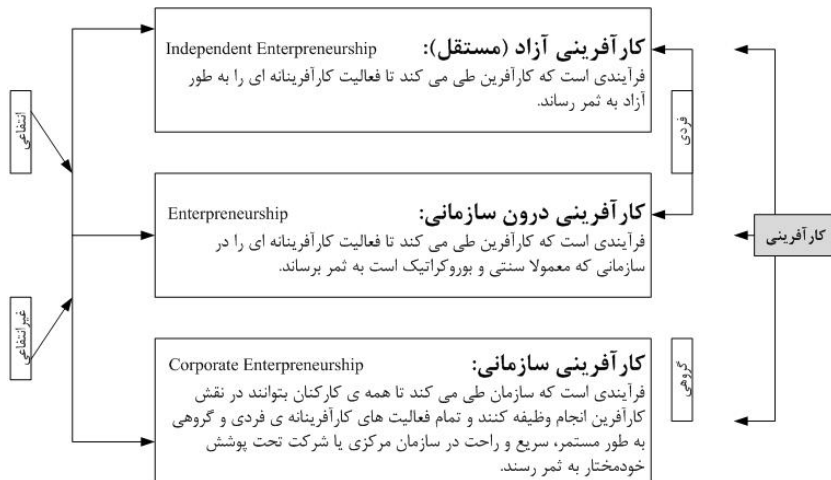 کارآفرینی آزاد (مستقل): Independent Enterpreneurship
فرآیندی است که کارآفرین طی می کند تا فعالیت کارآفرینانه ای را به طور
آزاد به ثمر رساند.
کارآفرینی درون سازمانی: Enterpreneurship
فرآیندی است که کارآفرین طی می کند تا فعالیت کارآفرینانه ای را در
سازمانی که معمولا سنتی و بوروکراتیک است به ثمر برساند.
کارآفرینی سازمانی: Corporate Enterpreneurship
فرآیندی است که سازمان طی می کند تا همه ی کارکنان بتوانند در نقش
کارآفرین انجام وظیفه کنند و تمام فعالیت های کارآفرینانه ی فردی و گروهی
به طور مستمر، سریع و راحت در سازمان مرکزی یا شرکت تحت پوشش
خودمختار به ثمر رسند.
کارآفرینی
فردی
گروهی
انتفاعی
غیرانتفاعی